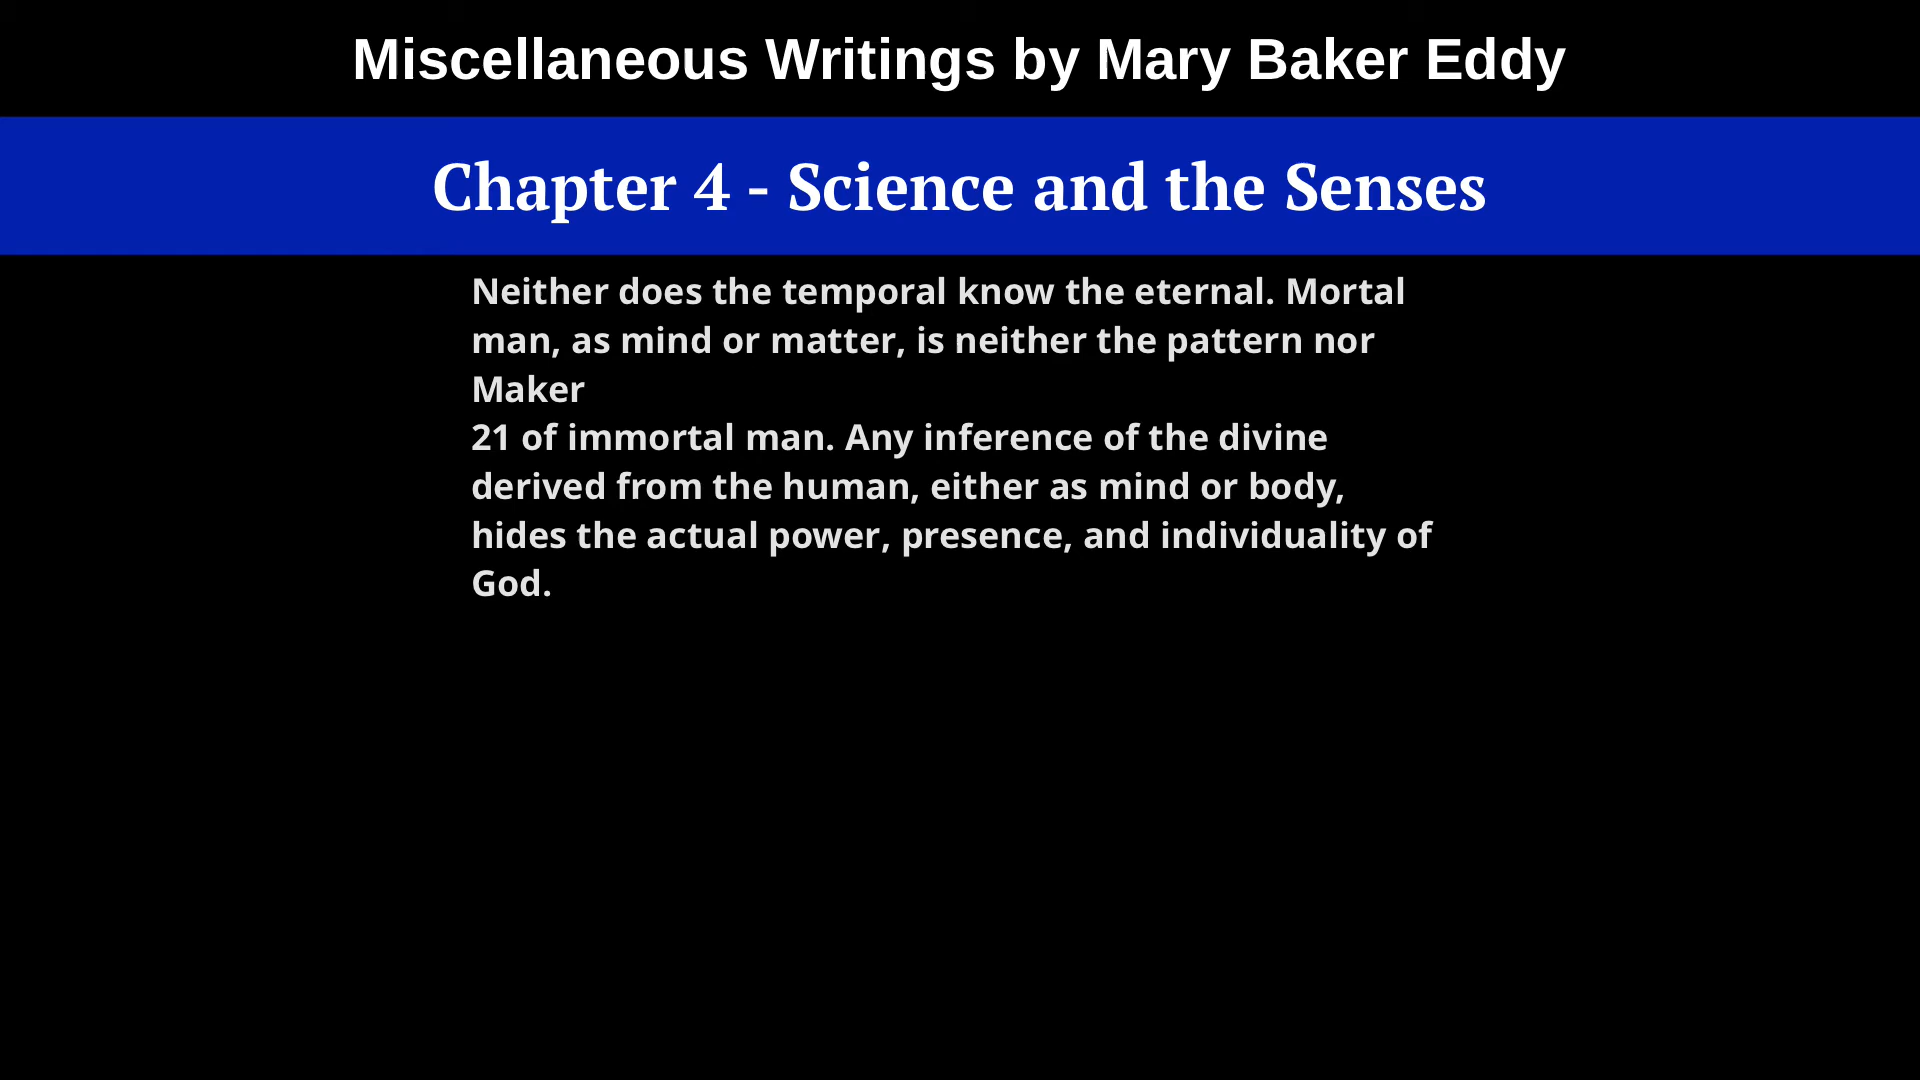 Miscellaneous Writings by Mary Baker Eddy
Chapter 4 - Science and the Senses
Neither does the temporal know the eternal. Mortal
man, as mind or matter, is neither the pattern nor
Maker
21 of immortal man. Any inference of the divine
derived from the human, either as mind or body,
hides the actual power, presence, and individuality of
God.